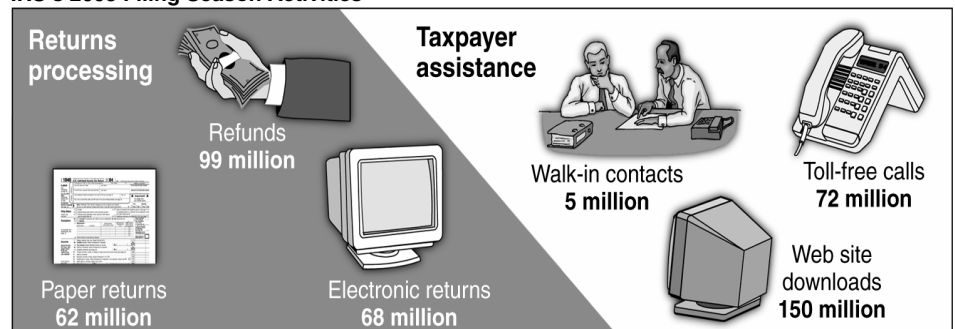 Returns
processing
Refunds
99 million
Paper returns
62 million
Electronic returns
68 million
Taxpayer
assistance
Walk-in contacts
5 million
Toll-free calls
72 million
Web site
downloads
150 million